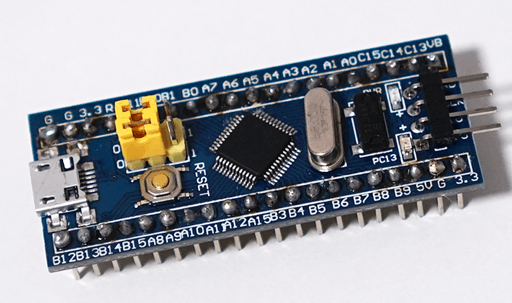 G G 3.3 R B1 B0 A7 A6 A5 A4 A3 A2 A1 A0 C15 C14 C13 VB
PWR
PC13
RESET
B12 B13 B14 B15 A8 A9 A10 A11 A12 A15 B3 B4 B5 B6 B7 B8 B9 5V G 3.3